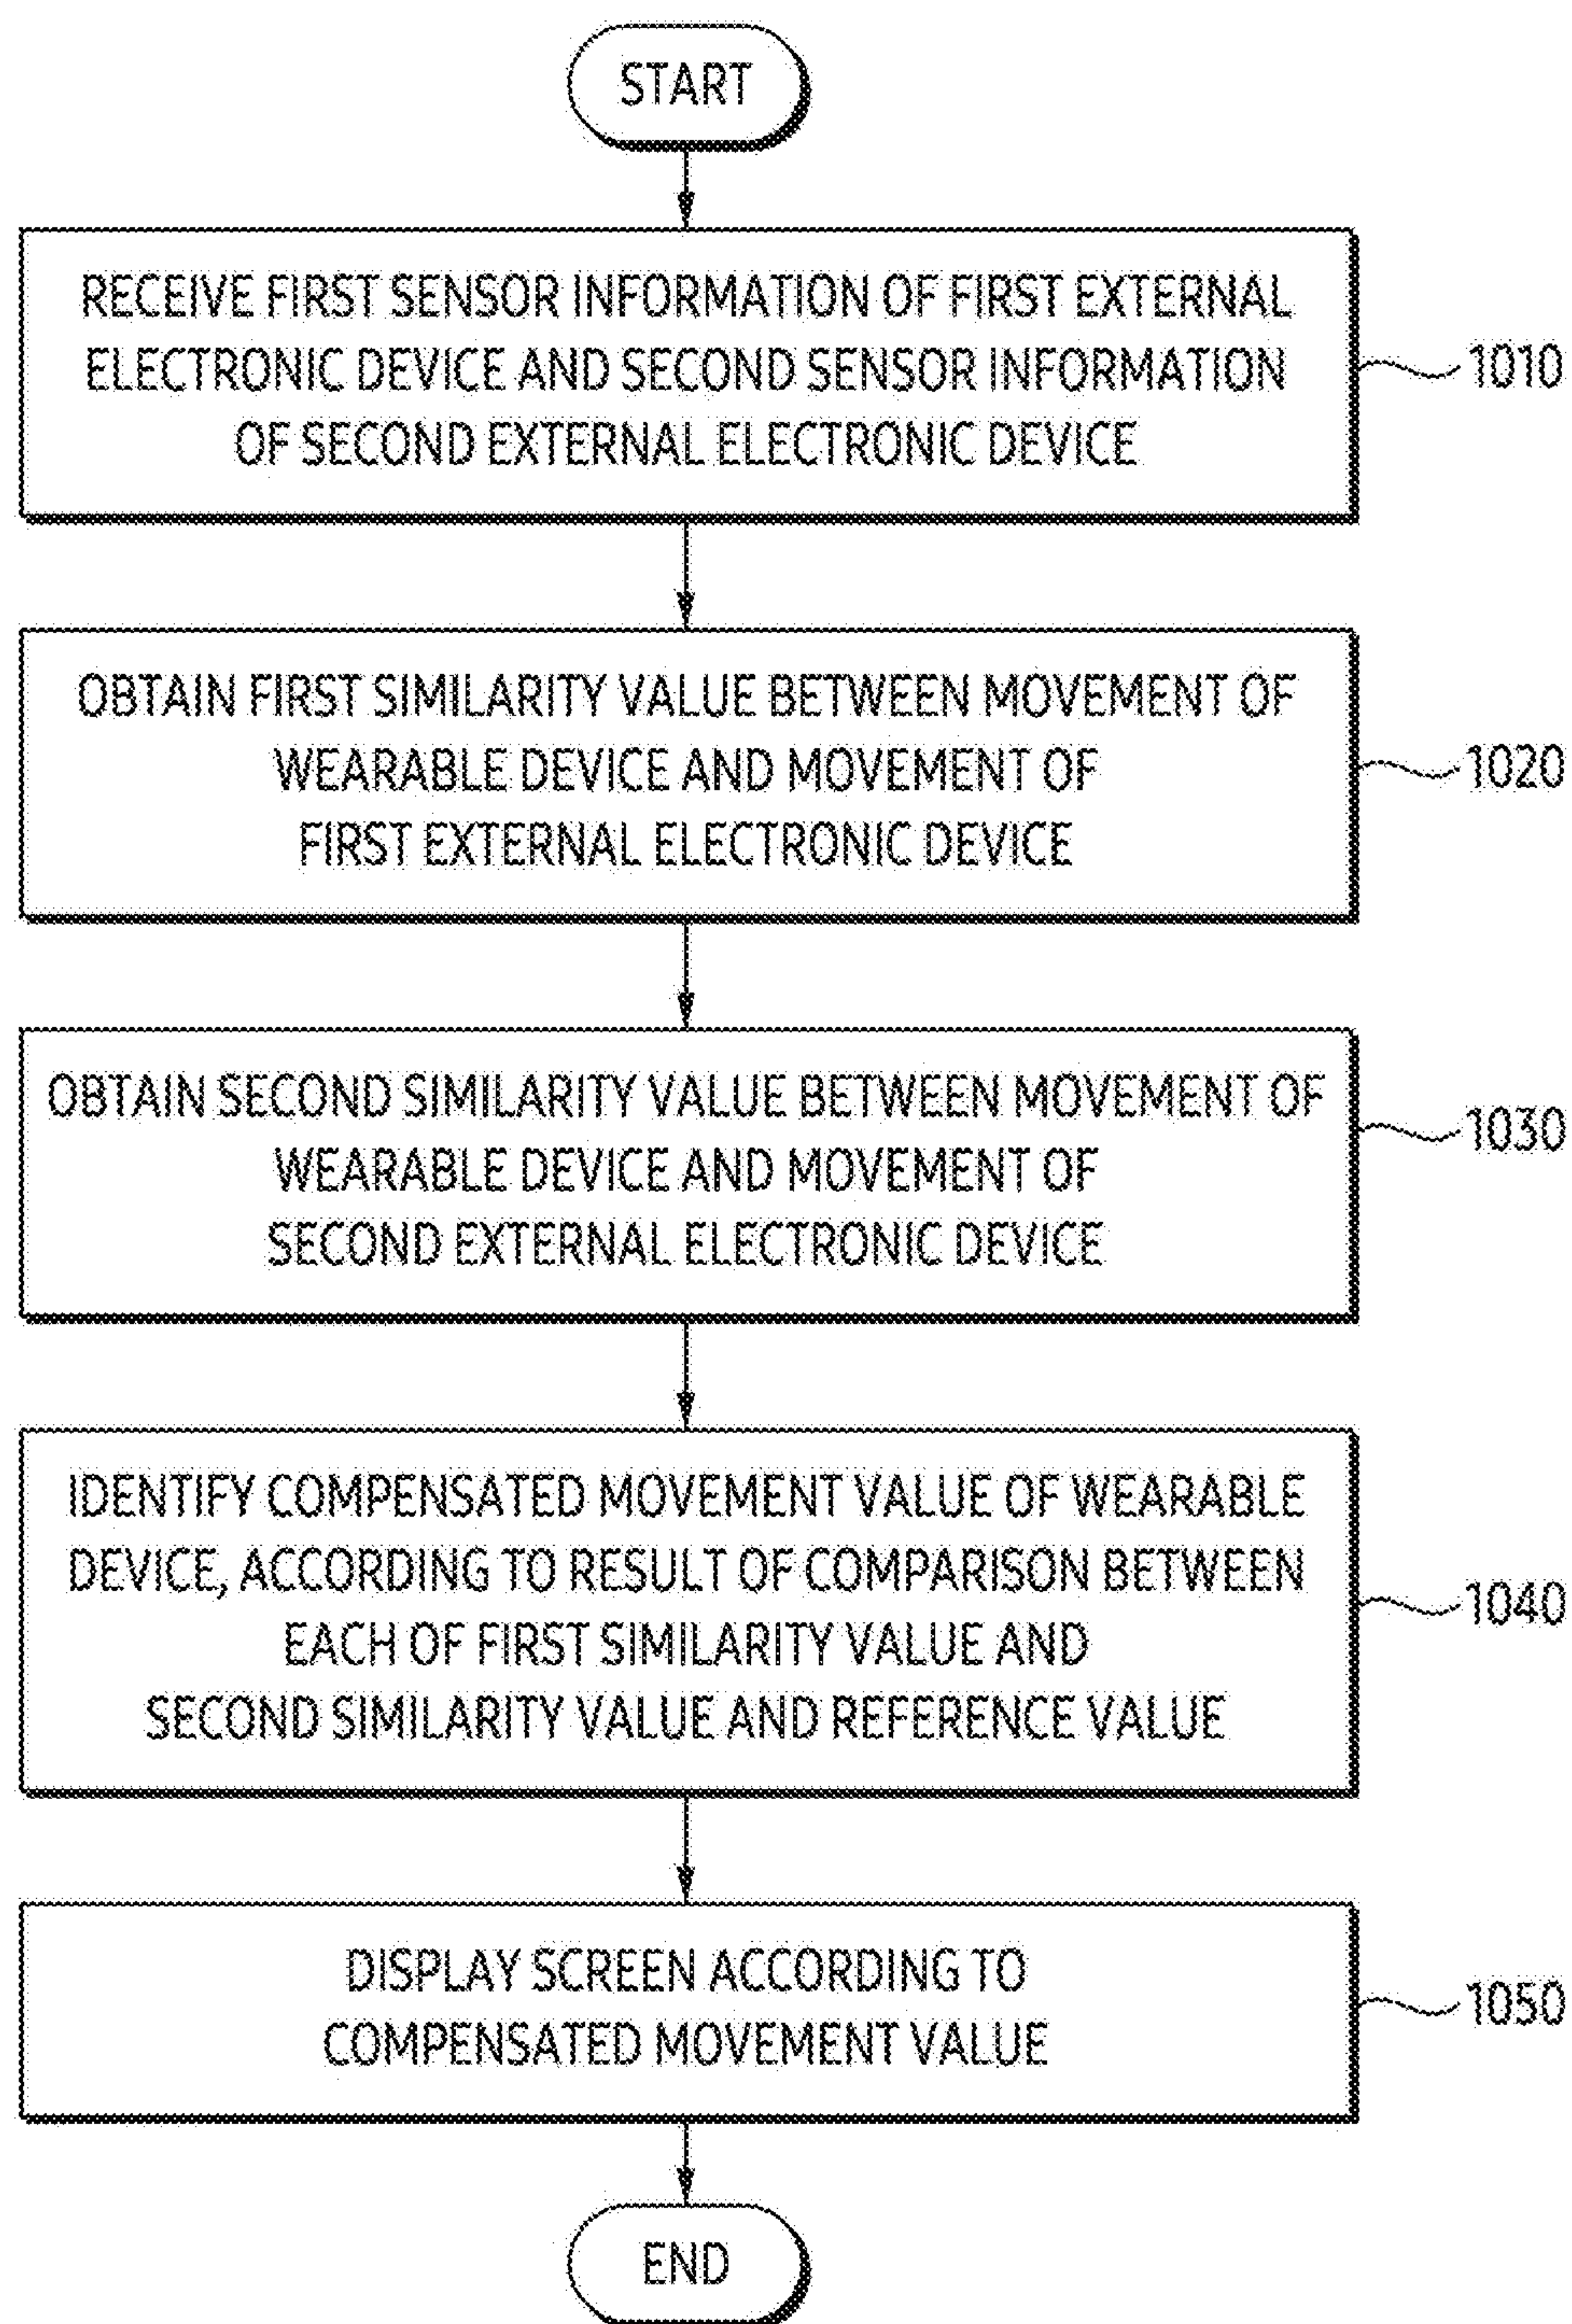 START
RECEIVE FIRST SENSOR INFORMATION OF FIRST EXTERNAL
ELECTRONIC DEVICE AND SECOND SENSOR INFORMATION
OF SECOND EXTERNAL ELECTRONIC DEVICE
1010
OBTAIN FIRST SIMILARITY VALUE BETWEEN MOVEMENT OF
WEARABLE DEVICE AND MOVEMENT OF
FIRST EXTERNAL ELECTRONIC DEVICE
1020
OBTAIN SECOND SIMILARITY VALUE BETWEEN MOVEMENT OF
WEARABLE DEVICE AND MOVEMENT OF
SECOND EXTERNAL ELECTRONIC DEVICE
1030
IDENTIFY COMPENSATED MOVEMENT VALUE OF WEARABLE
DEVICE, ACCORDING TO RESULT OF COMPARISON BETWEEN
EACH OF FIRST SIMILARITY VALUE AND
SECOND SIMILARITY VALUE AND REFERENCE VALUE
1040
DISPLAY SCREEN ACCORDING TO
COMPENSATED MOVEMENT VALUE
1050
END